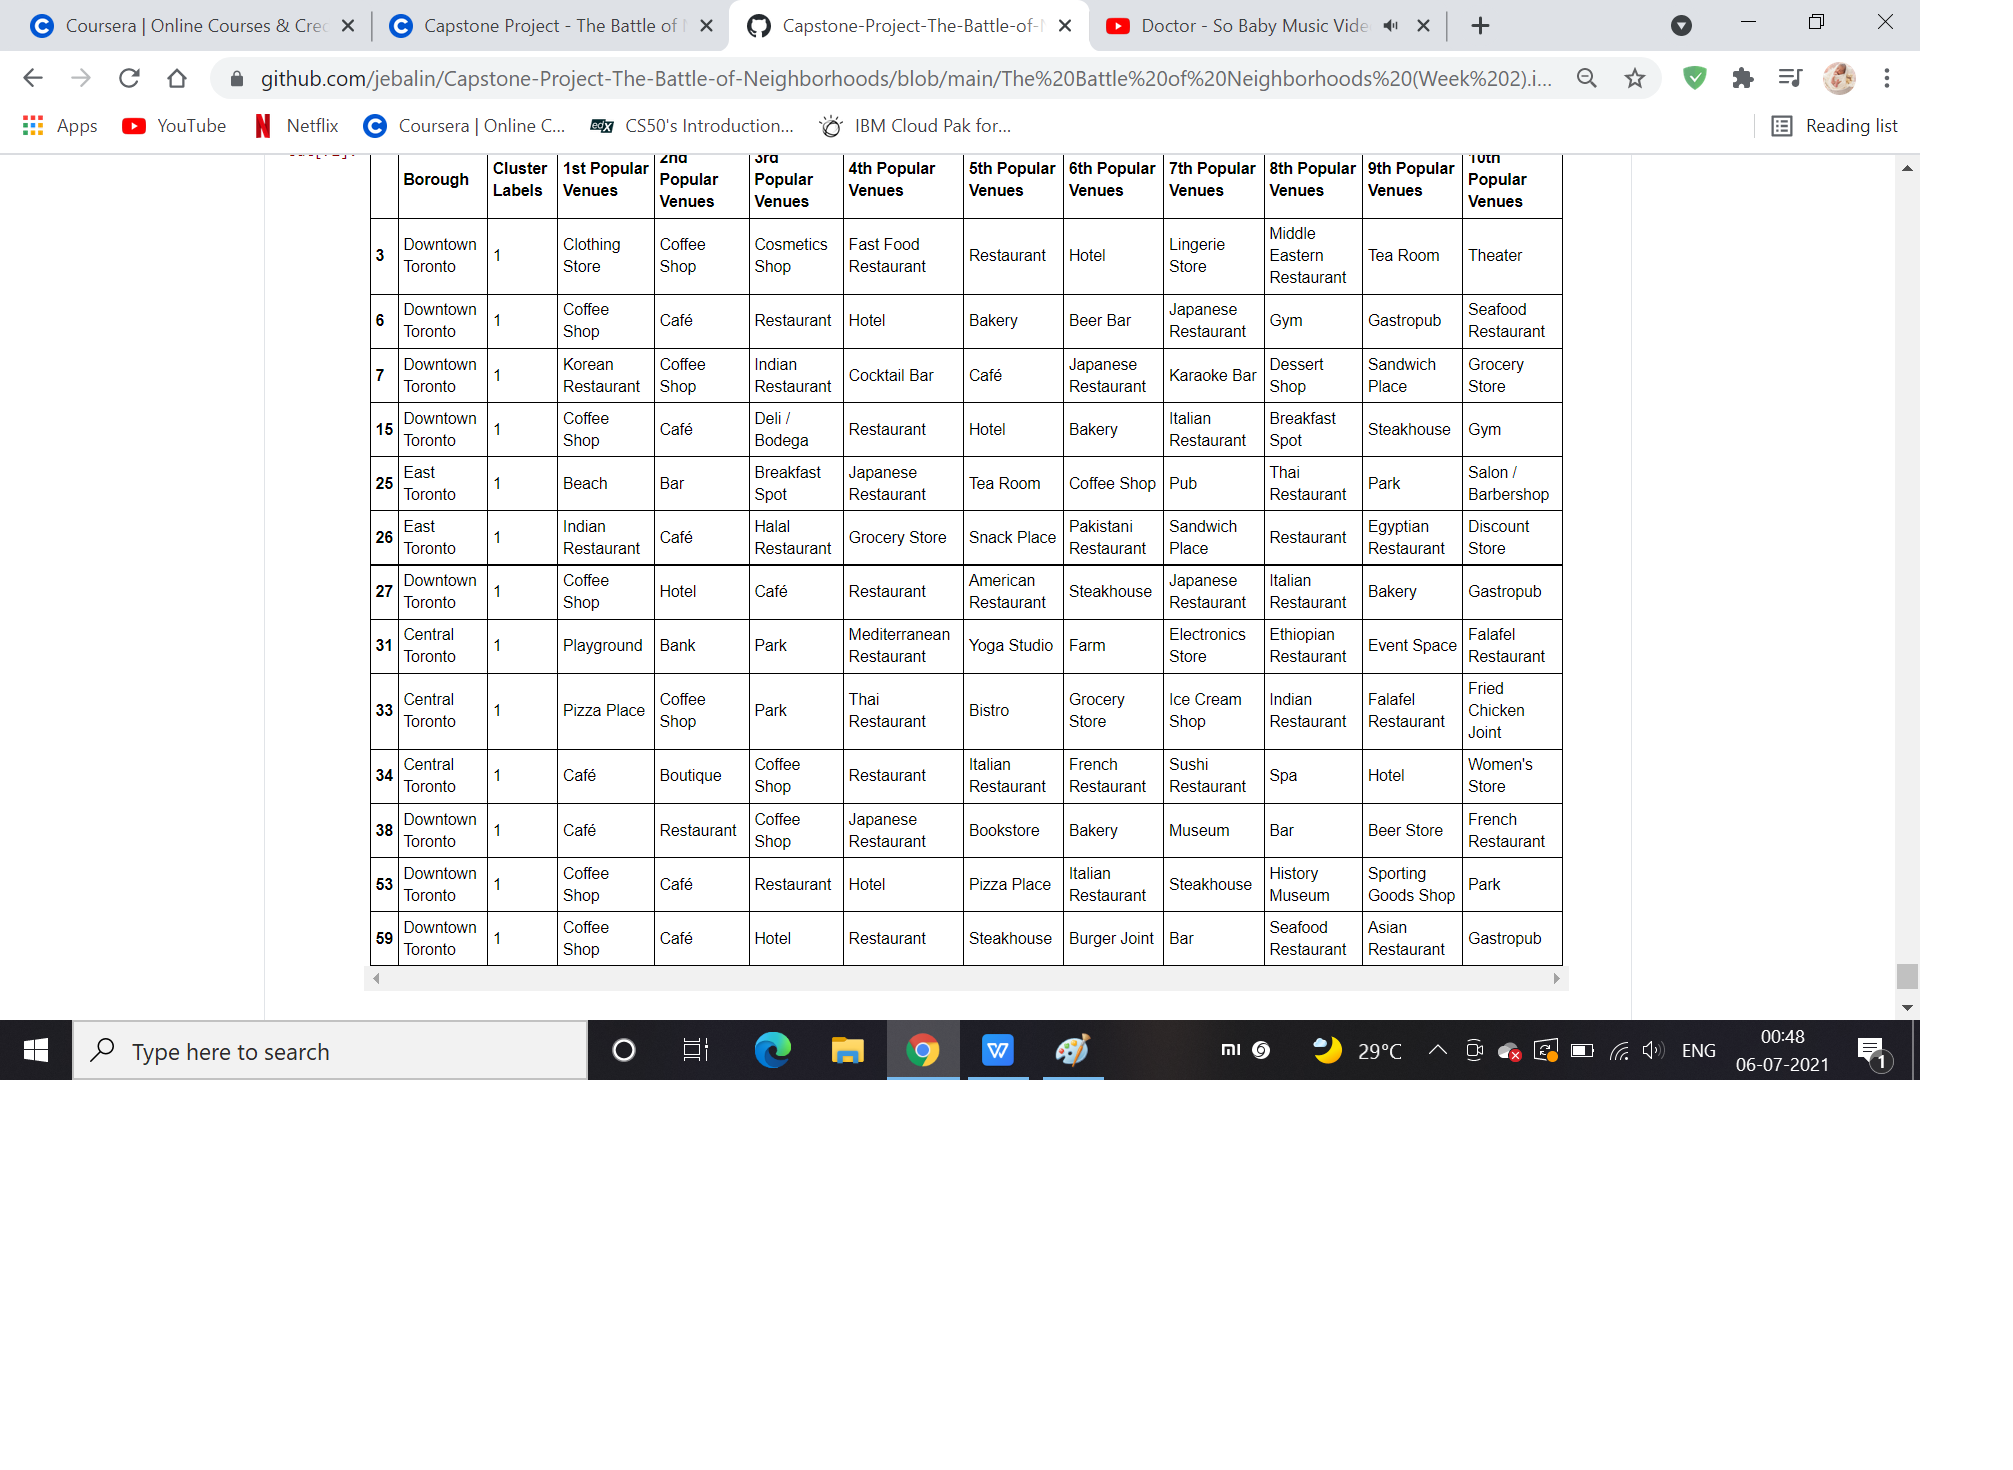 Coursera | Online Courses & Crec
Capstone Project - The Battle of
Capstone-Project-The-Battle-of-
Doctor - So Baby Music Vide
github.com/jebalin/Capstone-Project-The-Battle-of-Neighborhoods/blob/main/The%20Battle%20of%20Neighborhoods%20(Week%202).i...
Apps YouTube Netflix Coursera | Online C... edX CS50's Introduction... IBM Cloud Pak for... Reading list
Borough Cluster Labels 1st Popular Venues 2nd Popular Venues 3rd Popular Venues 4th Popular Venues 5th Popular Venues 6th Popular Venues 7th Popular Venues 8th Popular Venues 9th Popular Venues 10th Popular Venues
3 Downtown Toronto 1 Clothing Store Coffee Shop Cosmetics Shop Fast Food Restaurant Restaurant Hotel Lingerie Store Middle Eastern Restaurant Tea Room Theater
6 Downtown Toronto 1 Coffee Shop Café Restaurant Hotel Bakery Beer Bar Japanese Restaurant Gym Gastropub Seafood Restaurant
7 Downtown Toronto 1 Korean Restaurant Coffee Shop Indian Restaurant Cocktail Bar Café Japanese Restaurant Karaoke Bar Dessert Shop Sandwich Place Grocery Store
15 Downtown Toronto 1 Coffee Shop Café Deli / Bodega Restaurant Hotel Bakery Italian Restaurant Breakfast Spot Steakhouse Gym
25 East Toronto 1 Beach Bar Breakfast Spot Japanese Restaurant Tea Room Coffee Shop Pub Thai Restaurant Park Salon / Barbershop
26 East Toronto 1 Indian Restaurant Café Halal Restaurant Grocery Store Snack Place Pakistani Restaurant Sandwich Place Restaurant Egyptian Restaurant Discount Store
27 Downtown Toronto 1 Coffee Shop Hotel Café Restaurant American Restaurant Steakhouse Japanese Restaurant Italian Restaurant Bakery Gastropub
31 Central Toronto 1 Playground Bank Park Mediterranean Restaurant Yoga Studio Farm Electronics Store Ethiopian Restaurant Event Space Falafel Restaurant
33 Central Toronto 1 Pizza Place Coffee Shop Park Thai Restaurant Bistro Grocery Store Ice Cream Shop Indian Restaurant Falafel Restaurant Fried Chicken Joint
34 Central Toronto 1 Café Boutique Coffee Shop Restaurant Italian Restaurant French Restaurant Sushi Restaurant Spa Hotel Women's Store
38 Downtown Toronto 1 Café Restaurant Coffee Shop Japanese Restaurant Bookstore Bakery Museum Bar Beer Store French Restaurant
53 Downtown Toronto 1 Coffee Shop Café Restaurant Hotel Pizza Place Italian Restaurant Steakhouse History Museum Sporting Goods Shop Park
59 Downtown Toronto 1 Coffee Shop Café Hotel Restaurant Steakhouse Burger Joint Bar Seafood Restaurant Asian Restaurant Gastropub
Type here to search
29°C ENG
00:48
06-07-2021
1